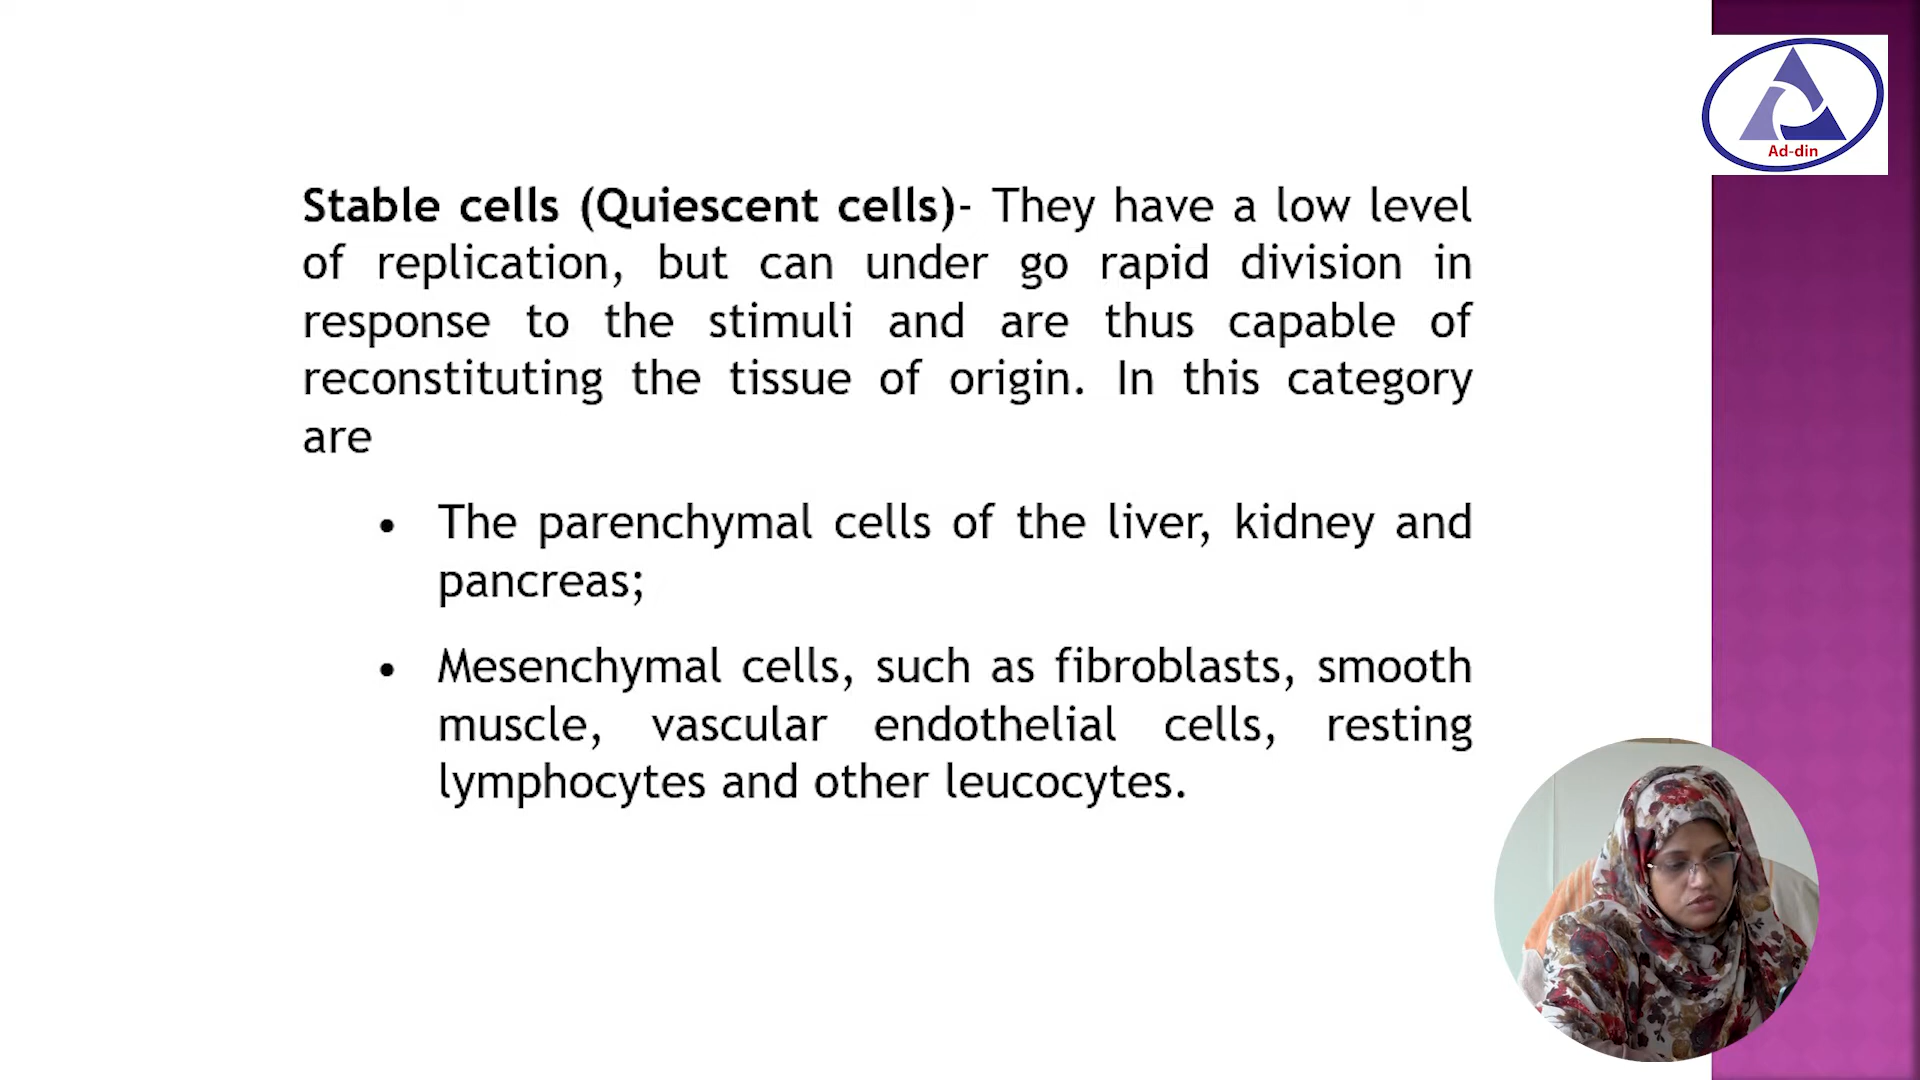 Ad-din
Stable cells (Quiescent cells)- They have a low level
of replication, but can under go rapid division in
response to the stimuli and are thus capable of
reconstituting the tissue of origin. In this category
are
• The parenchymal cells of the liver, kidney and
pancreas;
• Mesenchymal cells, such as fibroblasts, smooth
muscle, vascular endothelial cells, resting
lymphocytes and other leucocytes.